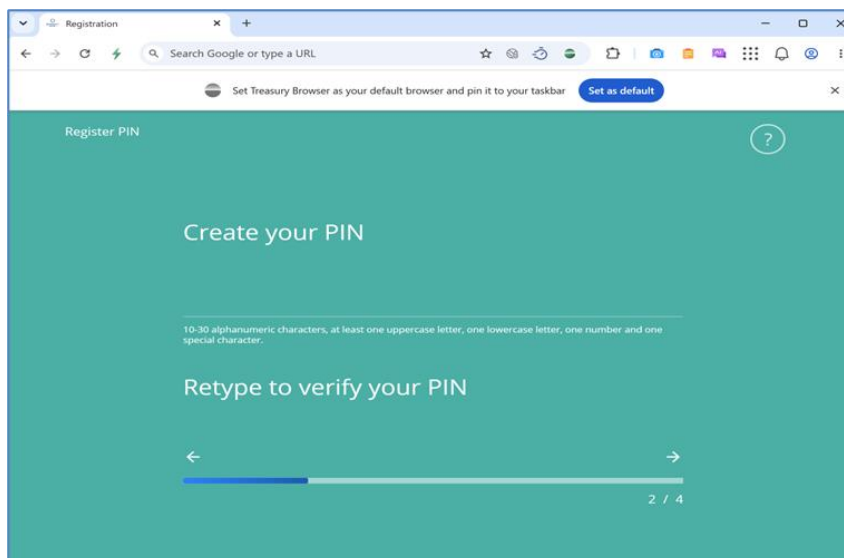 Registration
Search Google or type a URL
Set Treasury Browser as your default browser and pin it to your taskbar Set as default
Register PIN
?
Create your PIN
10-30 alphanumeric characters, at least one uppercase letter, one lowercase letter, one number and one
special character.
Retype to verify your PIN
2 / 4